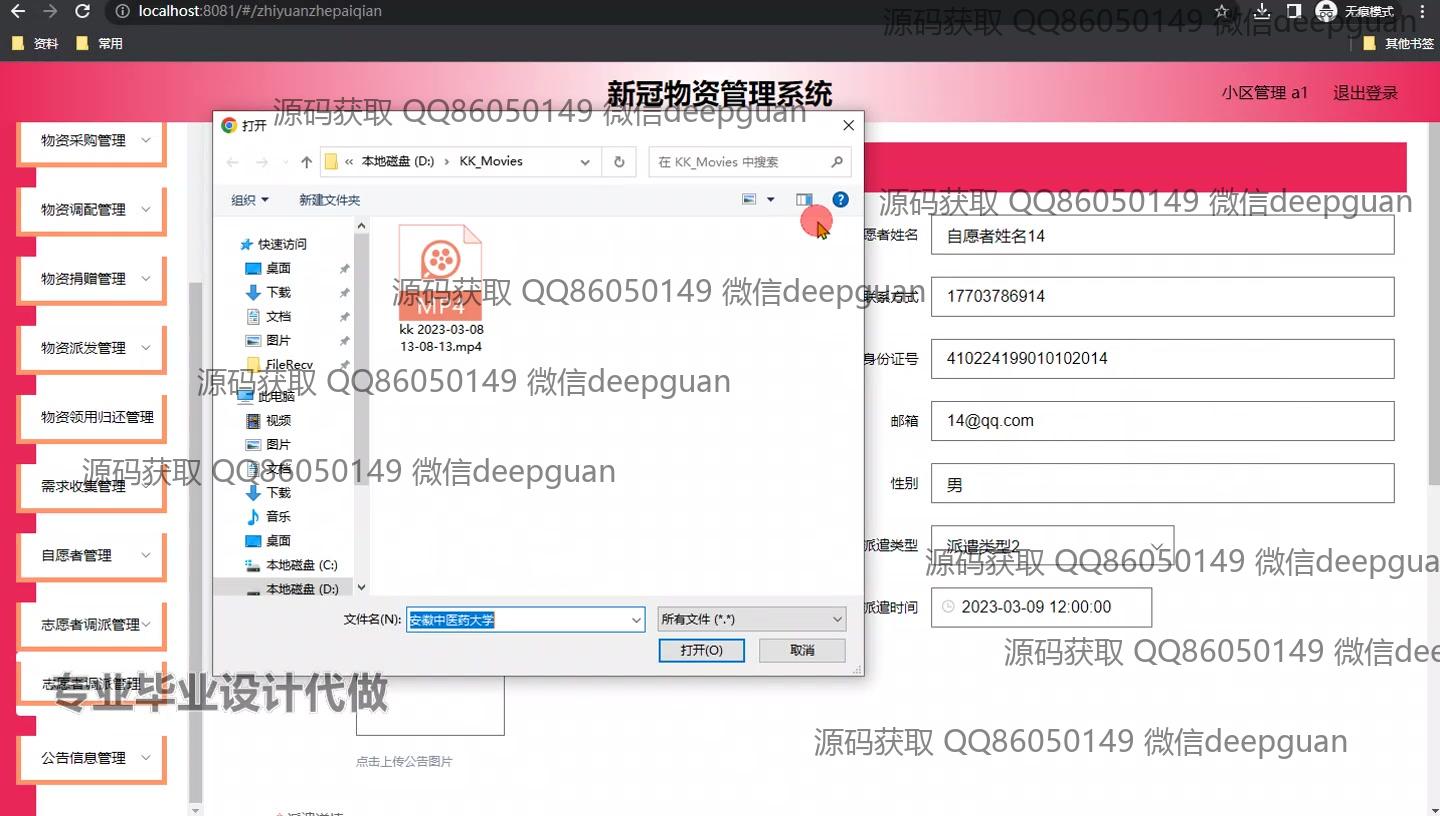 localhost:8081/#/zhiyuanzhepaiqian
无痕模式
资料
常用
其他书签
源码获取 QQ86050149 微信deepguan
新冠物资管理系统
小区管理 a1
退出登录
源码获取 QQ86050149 微信deepguan
打开
« 本地磁盘 (D:) › KK_Movies
在 KK_Movies 中搜索
组织
新建文件夹
源码获取 QQ86050149 微信deepguan
物资采购管理
物资调配管理
物资捐赠管理
物资派发管理
物资领用归还管理
需求收集管理
自愿者管理
志愿者调派管理
志愿者调派管理
公告信息管理
快速访问
桌面
下载
文档
图片
FileRecv
此电脑
视频
图片
文档
下载
音乐
桌面
本地磁盘 (C:)
本地磁盘 (D:)
MP4
kk 2023-03-08
13-08-13.mp4
源码获取 QQ86050149 微信deepguan
源码获取 QQ86050149 微信deepguan
源码获取 QQ86050149 微信deepguan
文件名(N):
安徽中医药大学
所有文件 (*.*)
打开(O)
取消
愿者姓名
自愿者姓名14
联系方式
17703786914
身份证号
410224199010102014
邮箱
14@qq.com
性别
男
派遣类型
派遣类型2
源码获取 QQ86050149 微信deepgua
派遣时间
2023-03-09 12:00:00
源码获取 QQ86050149 微信dee
专业毕业设计代做
源码获取 QQ86050149 微信deepguan
点击上传公告图片